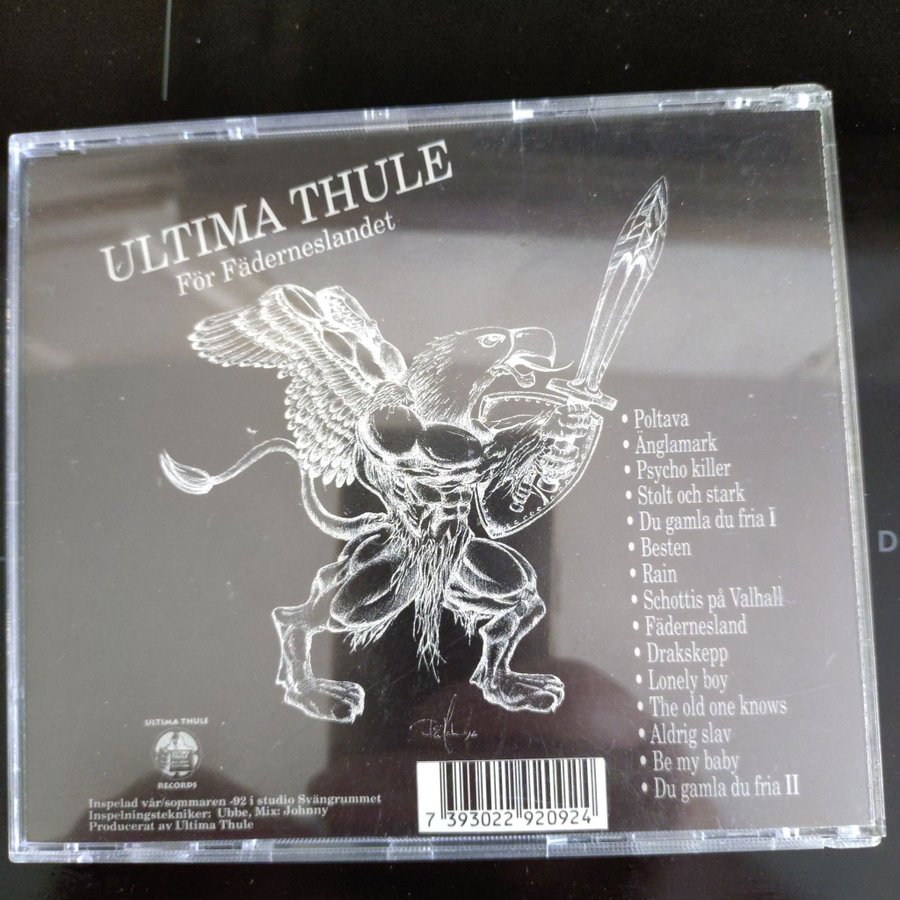 ULTIMA THULE
För Fäderneslandet
• Poltava
• Änglamark
• Psycho killer
• Stolt och stark
• Du gamla du fria I
• Besten
• Rain
• Schottis på Valhall
• Fädernesland
• Drakskepp
• Lonely boy
• The old one knows
• Aldrig slav
• Be my baby
• Du gamla du fria II
ULTIMA THULE
RECORDS
Inspelad vår/sommaren -92 i studio Svängrummet
Inspelningstekniker: Ubbe, Mix: Johnny
Producerat av Ultima Thule
7 393022 920924
D